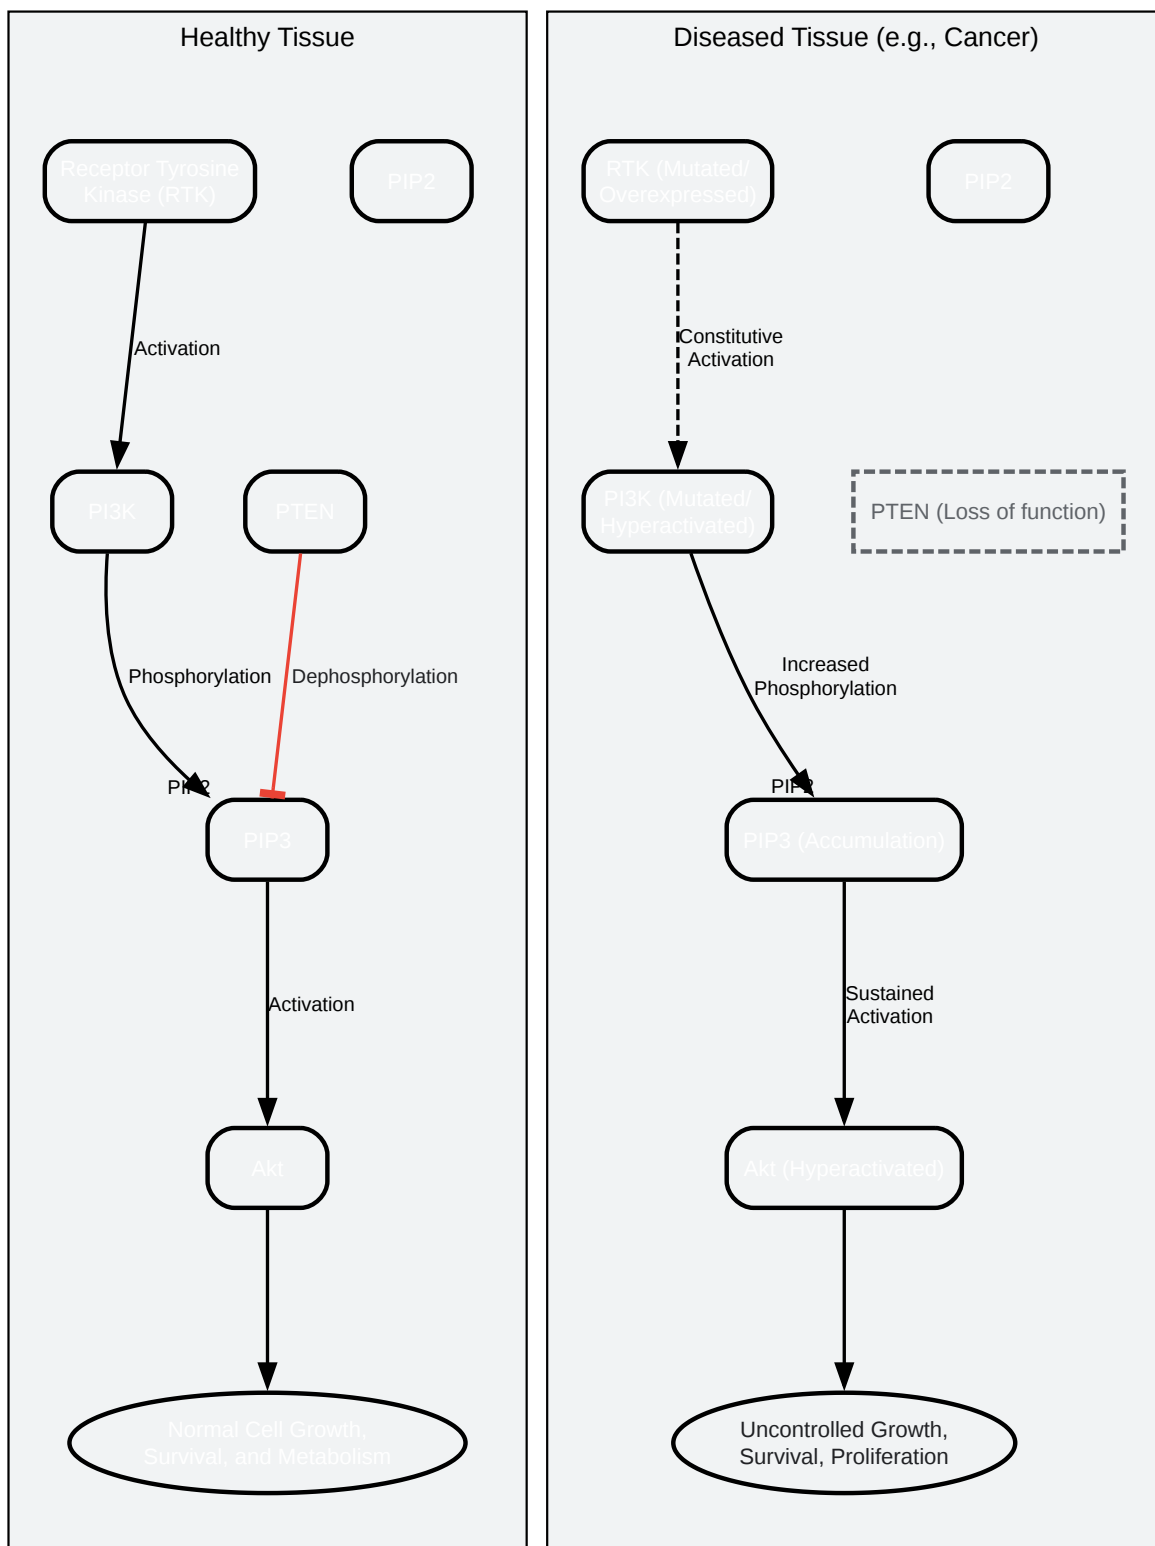 Healthy Tissue
Receptor Tyrosine
Kinase (RTK)
PIP2
Activation
PI3K
PTEN
Phosphorylation
Dephosphorylation
PIP2
PIP3
Activation
Akt
Normal Cell Growth,
Survival, and Metabolism
Diseased Tissue (e.g., Cancer)
RTK (Mutated/
Overexpressed)
PIP2
Constitutive
Activation
PI3K (Mutated/
Hyperactivated)
PTEN (Loss of function)
Increased
Phosphorylation
PIP2
PIP3 (Accumulation)
Sustained
Activation
Akt (Hyperactivated)
Uncontrolled Growth,
Survival, Proliferation